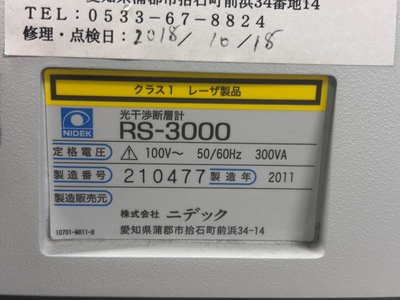 愛知県蒲郡市拾石町前浜34番地14
TEL:0533-67-8824
修理・点検日:2018/10/18
クラス1 レーザ製品
NIDEK
光干渉断層計
RS-3000
定格電圧 100V~ 50/60Hz 300VA
製造番号 210477 製造年 2011
製造販売元
株式会社 ニデック
愛知県蒲郡市拾石町前浜34-14
10701-M811-B